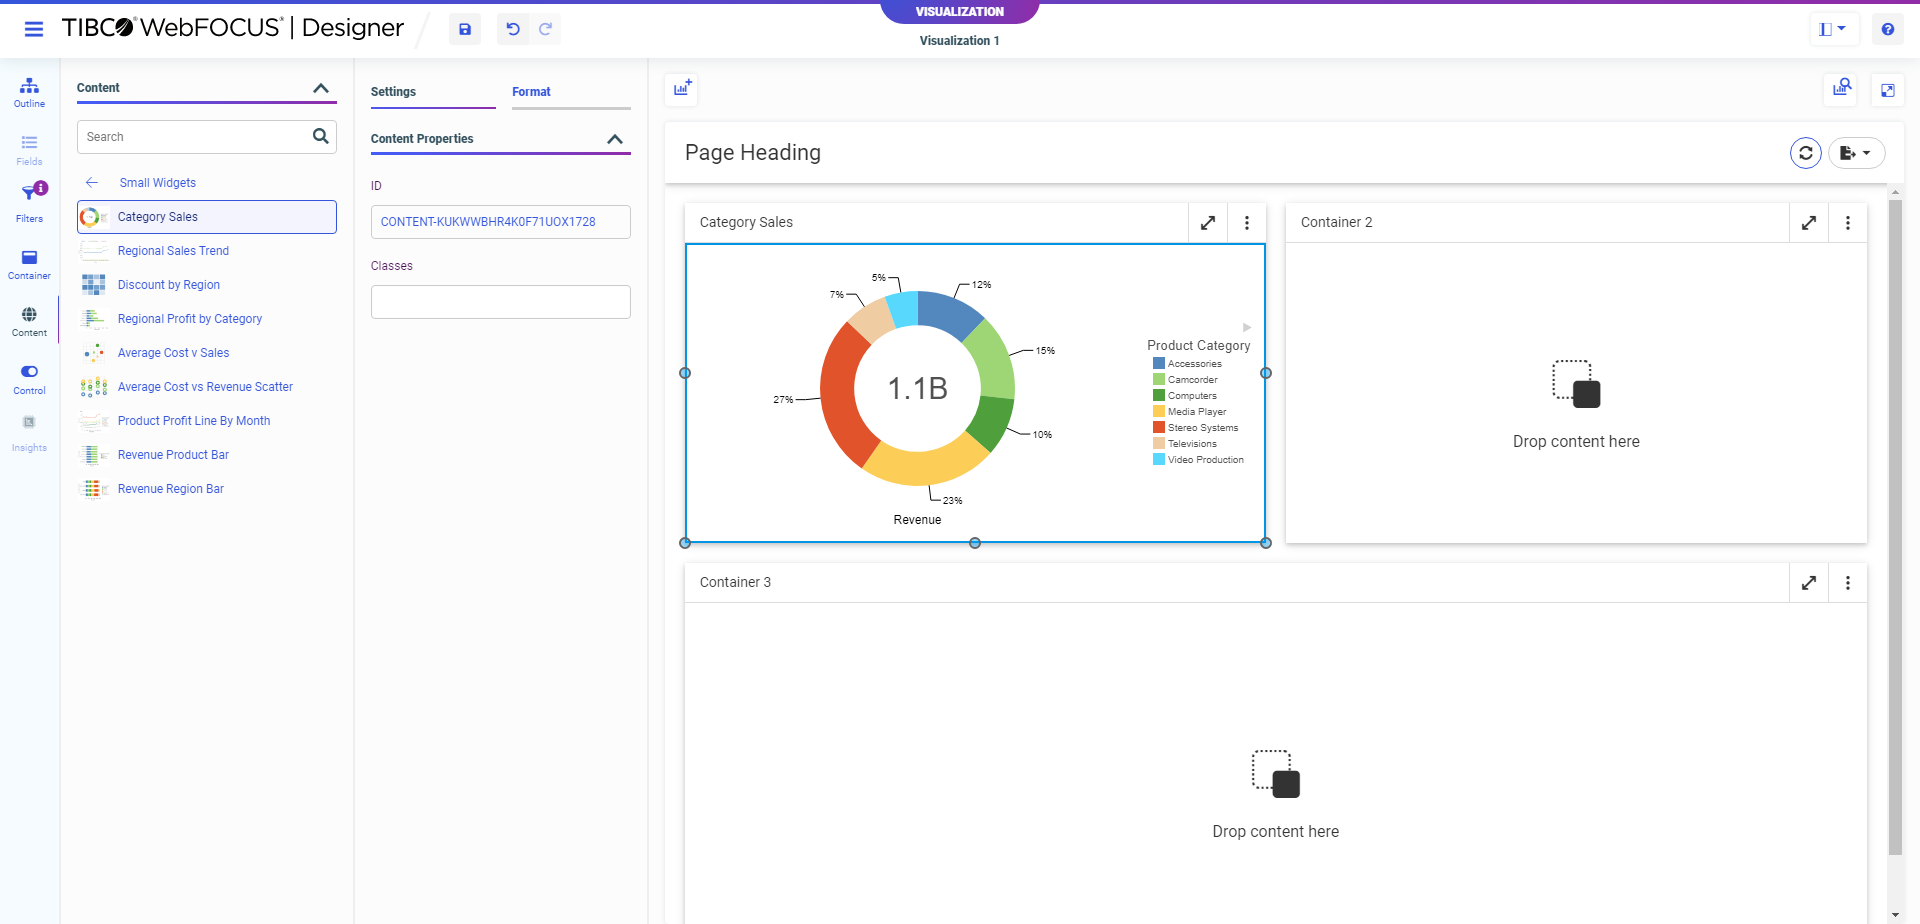 TIBCO® WebFOCUS® | Designer
VISUALIZATION
Visualization 1
Outline
Fields
Filters
Container
Content
Control
Insights
Content
Search
Small Widgets
Category Sales
Regional Sales Trend
Discount by Region
Regional Profit by Category
Average Cost v Sales
Average Cost vs Revenue Scatter
Product Profit Line By Month
Revenue Product Bar
Revenue Region Bar
Settings
Format
Content Properties
ID
CONTENT-KUKWWBHR4K0F71UOX1728
Classes
Page Heading
Category Sales
5%
7%
12%
15%
27%
10%
23%
1.1B
Revenue
Product Category
Accessories
Camcorder
Computers
Media Player
Stereo Systems
Televisions
Video Production
Container 2
Drop content here
Container 3
Drop content here